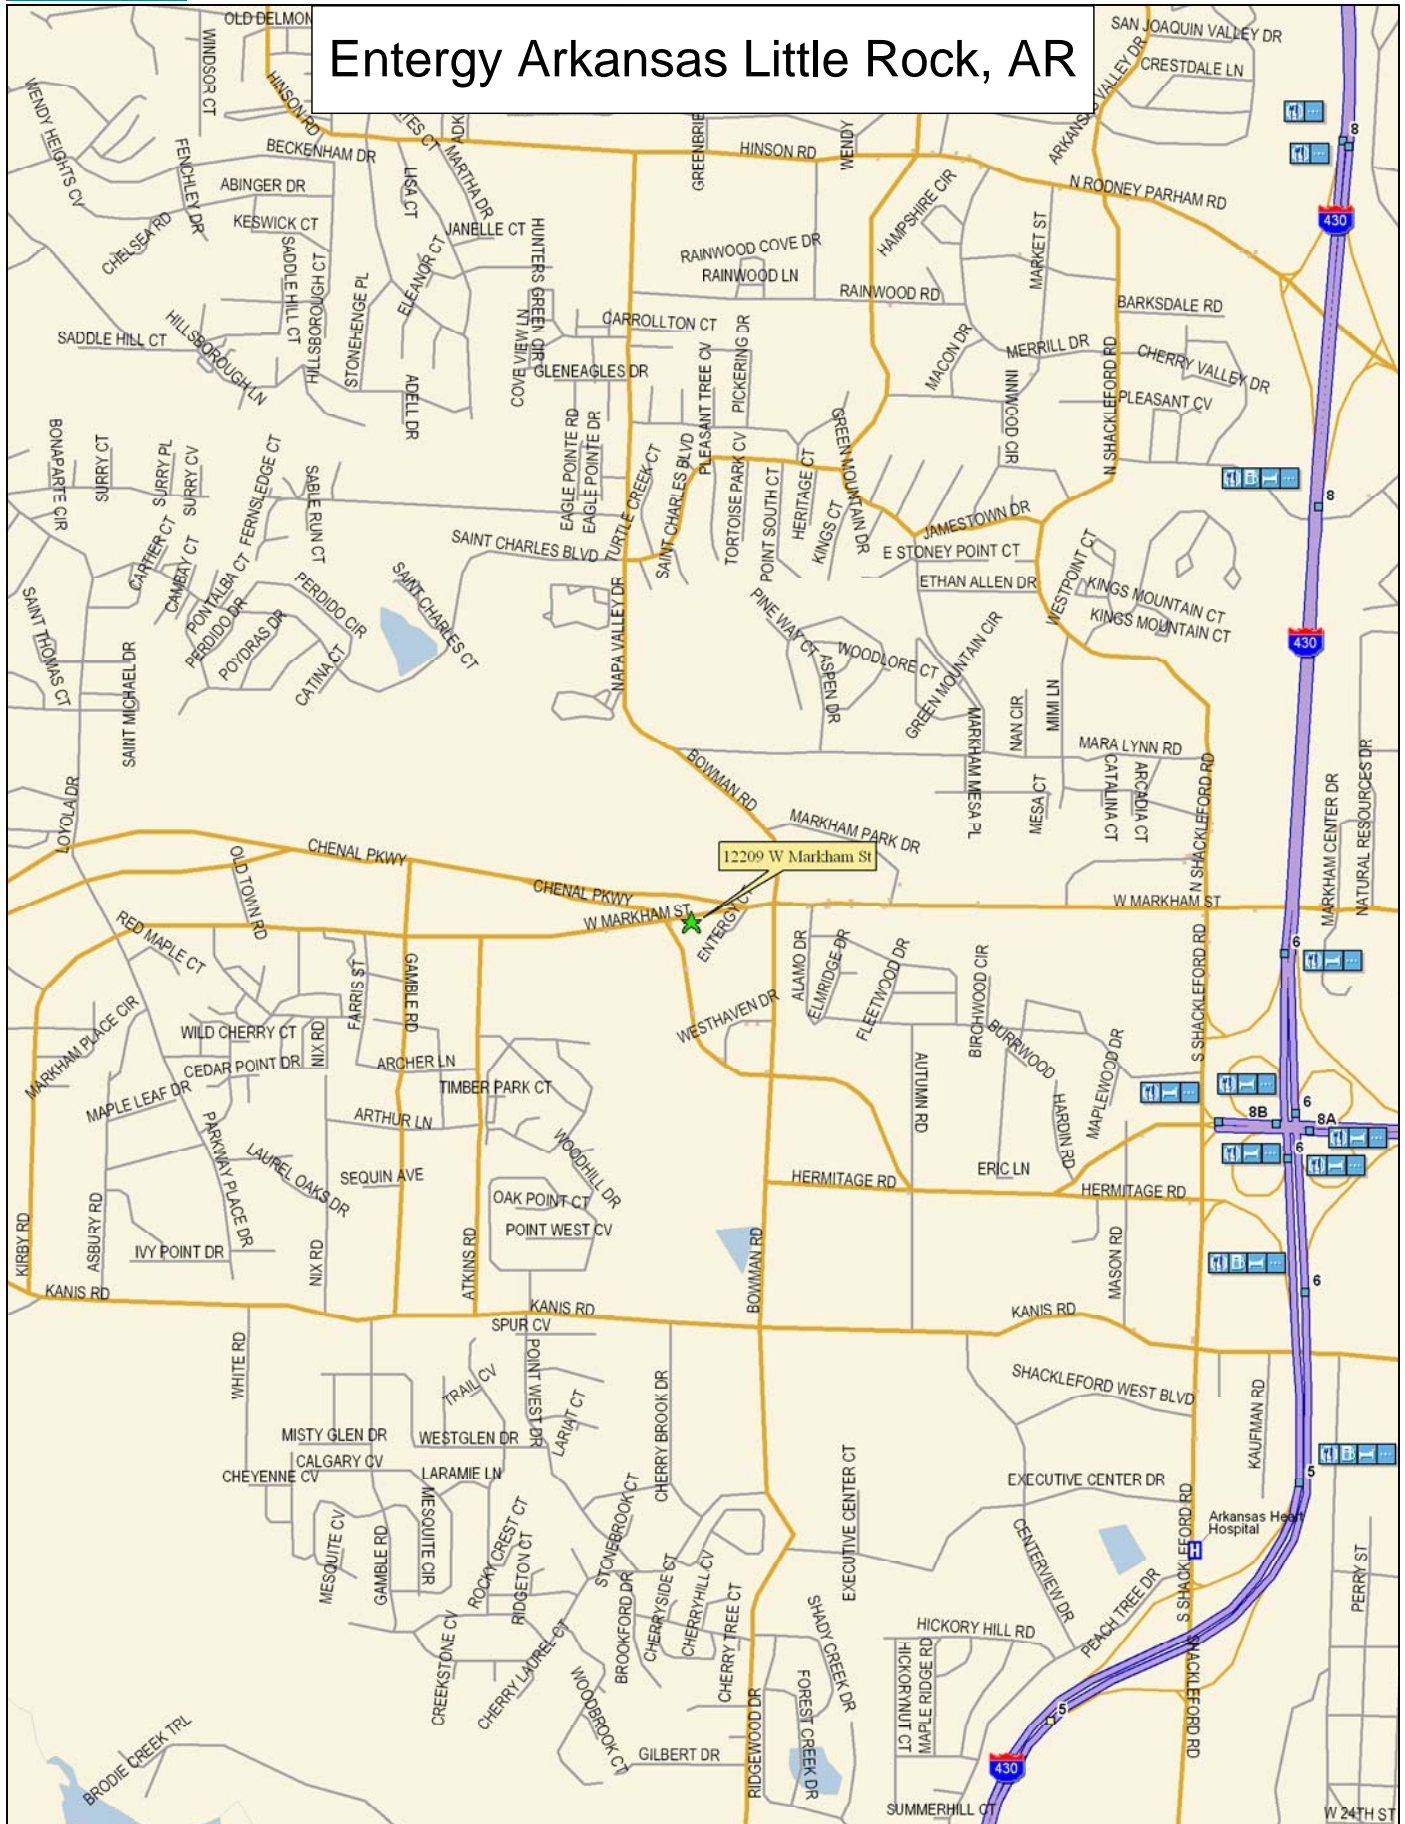 Entergy Arkansas Little Rock, AR
OLD DELMON
SAN JOAQUIN VALLEY DR
CRESTDALE LN
ARKANSAS VALLEY DR
WINDSOR CT
HINSON RD
WENDY HEIGHTS CV
BECKENHAM DR
MARTHA DR
GREENBRIE
HINSON RD
WENDY
8
FENCHLEY DR
ABINGER DR
LISA CT
N RODNEY PARHAM RD
430
KESWICK CT
CHELSEA RD
JANELLE CT
HUNTERS GREEN CIR
HAMPSHIRE CIR
MARKET ST
RAINWOOD COVE DR
RAINWOOD LN
RAINWOOD RD
SADDLE HILL CT
HILLSBOROUGH CT
STONEHENGE PL
ELEANOR CT
BARKSDALE RD
CARROLLTON CT
SADDLE HILL CT
HILLSBOROUGH LN
COVE VIEW LN
GLENEAGLES DR
PLEASANT TREE CV
PICKERING DR
MACON DR
MERRILL DR
CHERRY VALLEY DR
N SHACKLEFORD RD
ADELL DR
INNWOOD CIR
PLEASANT CV
BONAPARTE CIR
SURRY CT
SURRY PL
SURRY CV
FERNSLEDGE CT
SABLE RUN CT
EAGLE POINTE RD
EAGLE POINTE DR
TURTLE CREEK CT
SAINT CHARLES BLVD
TORTOISE PARK CV
POINT SOUTH CT
HERITAGE CT
KINGS CT
GREEN MOUNTAIN DR
8
JAMESTOWN DR
CARTIER CT
CAMBAY CT
PONTALBA CT
SAINT CHARLES BLVD
E STONEY POINT CT
ETHAN ALLEN DR
WESTPOINT CT
KINGS MOUNTAIN CT
KINGS MOUNTAIN CT
SAINT THOMAS CT
PERDIDO DR
POYDRAS DR
PERDIDO CIR
CATINA CT
SAINT CHARLES CT
NAPA VALLEY DR
PINE WAY CT
ASPEN DR
WOODLORE CT
GREEN MOUNTAIN CIR
430
SAINT MICHAEL DR
MARKHAM MESA PL
NAN CIR
MIMI LN
MARA LYNN RD
BOWMAN RD
MESA CT
CATALINA CT
ARCADIA CT
N SHACKLEFORD RD
MARKHAM CENTER DR
NATURAL RESOURCES DR
LOYOLA DR
MARKHAM PARK DR
CHENAL PKWY
12209 W Markham St
OLD TOWN RD
CHENAL PKWY
W MARKHAM ST
ENTERGY CT
W MARKHAM ST
RED MAPLE CT
6
FARRIS ST
GAMBLE RD
ALAMO DR
ELMRIDGE DR
FLEETWOOD DR
BIRCHWOOD CIR
S SHACKLEFORD RD
WESTHAVEN DR
MARKHAM PLACE CIR
WILD CHERRY CT
NIX RD
BURRWOOD
CEDAR POINT DR
ARCHER LN
TIMBER PARK CT
MAPLE LEAF DR
AUTUMN RD
MAPLEWOOD DR
HARDIN RD
6
8B
8A
6
PARKWAY PLACE DR
ARTHUR LN
WOODHILL DR
LAUREL OAKS DR
SEQUIN AVE
HERMITAGE RD
ERIC LN
HERMITAGE RD
OAK POINT CT
POINT WEST CV
KIRBY RD
ASBURY RD
IVY POINT DR
NIX RD
ATKINS RD
BOWMAN RD
MASON RD
6
KANIS RD
KANIS RD
KANIS RD
SPUR CV
WHITE RD
POINT WEST DR
TRAIL CV
SHACKLEFORD WEST BLVD
KAUFMAN RD
LARIAT CT
CHERRY BROOK DR
MISTY GLEN DR
WESTGLEN DR
CALGARY CV
CHEYENNE CV
LARAMIE LN
EXECUTIVE CENTER CT
EXECUTIVE CENTER DR
5
MESQUITE CV
GAMBLE RD
MESQUITE CIR
ROCKY CREST CT
RIDGETON CT
STONEBROOK CT
CENTERVIEW DR
S SHACKLEFORD RD
Arkansas Heart
Hospital
H
PERRY ST
BROOKFORD DR
CHERRYSIDE CT
CHERRYHILL CV
CHERRY TREE CT
SHADY CREEK DR
PEACH TREE DR
HICKORY HILL RD
CREEKSTONE CV
CHERRY LAUREL CT
HICKORYNUT CT
MAPLE RIDGE RD
SHACKLEFORD RD
WOODBROOK CT
FOREST CREEK DR
RIDGEWOOD DR
5
BRODIE CREEK TRL
GILBERT DR
430
SUMMERHILL CT
W 24TH ST